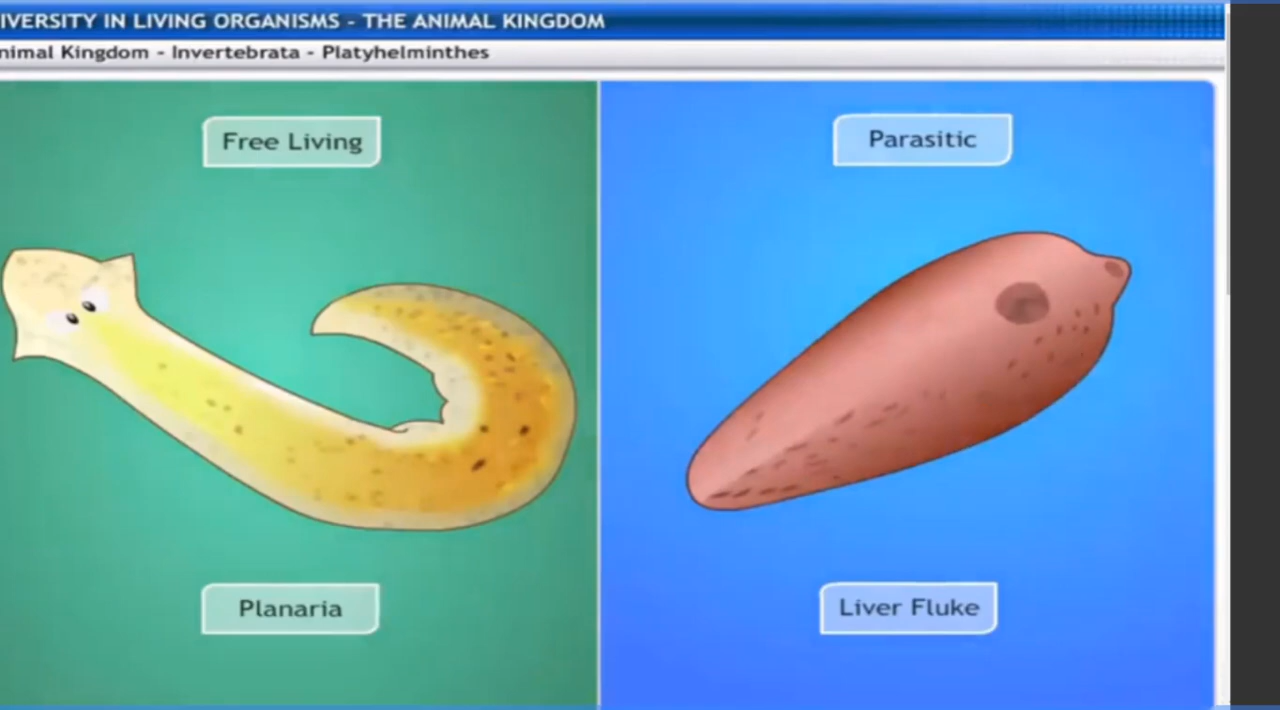 IVERSITY IN LIVING ORGANISMS - THE ANIMAL KINGDOM
nimal Kingdom - Invertebrata - Platyhelminthes
Free Living
Parasitic
Planaria
Liver Fluke